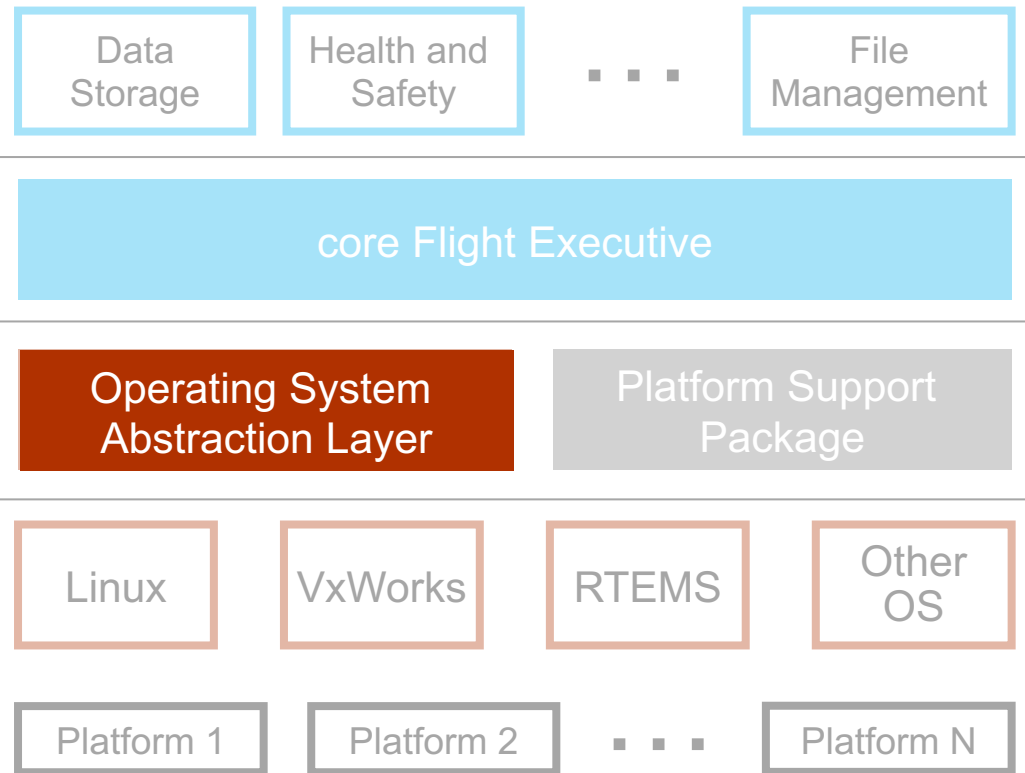 Data
Storage
Health and
Safety
. . .
File
Management
core Flight Executive
Operating System
Abstraction Layer
Platform Support
Package
Linux
VxWorks
RTEMS
Other
OS
Platform 1
Platform 2
. . .
Platform N